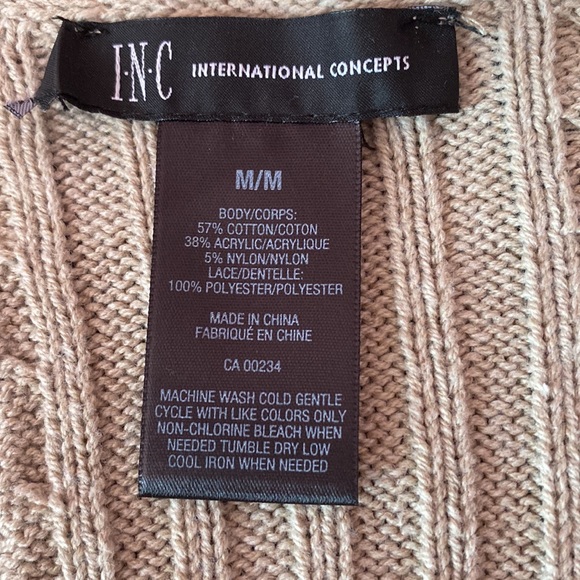 I·N·C INTERNATIONAL CONCEPTS
M/M
BODY/CORPS:
57% COTTON/COTON
38% ACRYLIC/ACRYLIQUE
5% NYLON/NYLON
LACE/DENTELLE:
100% POLYESTER/POLYESTER
MADE IN CHINA
FABRIQUÉ EN CHINE
CA 00234
MACHINE WASH COLD GENTLE
CYCLE WITH LIKE COLORS ONLY
NON-CHLORINE BLEACH WHEN
NEEDED TUMBLE DRY LOW
COOL IRON WHEN NEEDED